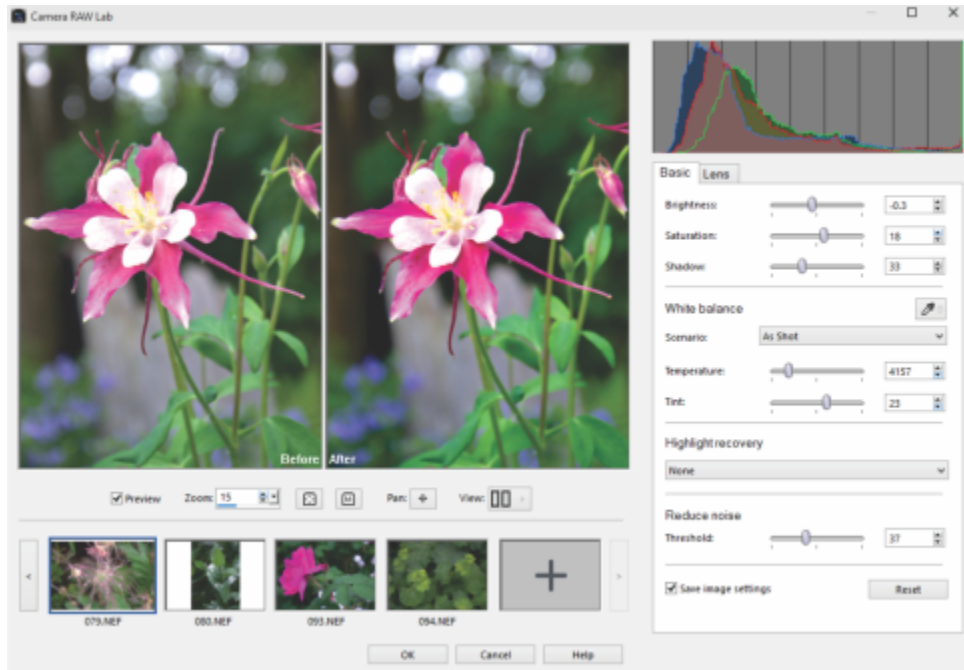 Camera RAW Lab
Before After
Basic Lens
Brightness: -0.3
Saturation: 18
Shadow: 33
White balance
Scenario: As Shot
Temperature: 4157
Tint: 23
Highlight recovery
None
Reduce noise
Threshold: 37
Save image settings Reset
Preview Zoom: 15 Pan: View:
079.NEF 080.NEF 093.NEF 094.NEF
OK Cancel Help